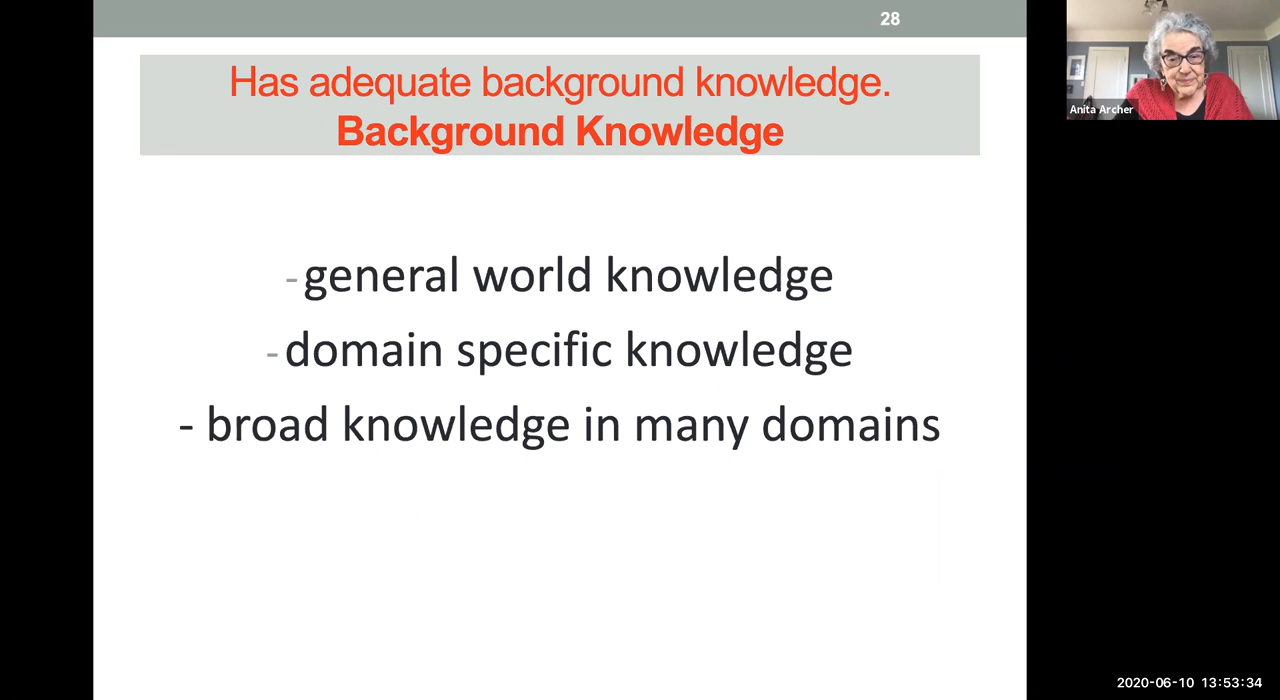 28
Has adequate background knowledge.
Background Knowledge
-general world knowledge
-domain specific knowledge
- broad knowledge in many domains
Anita Archer
2020-06-10 13:53:34